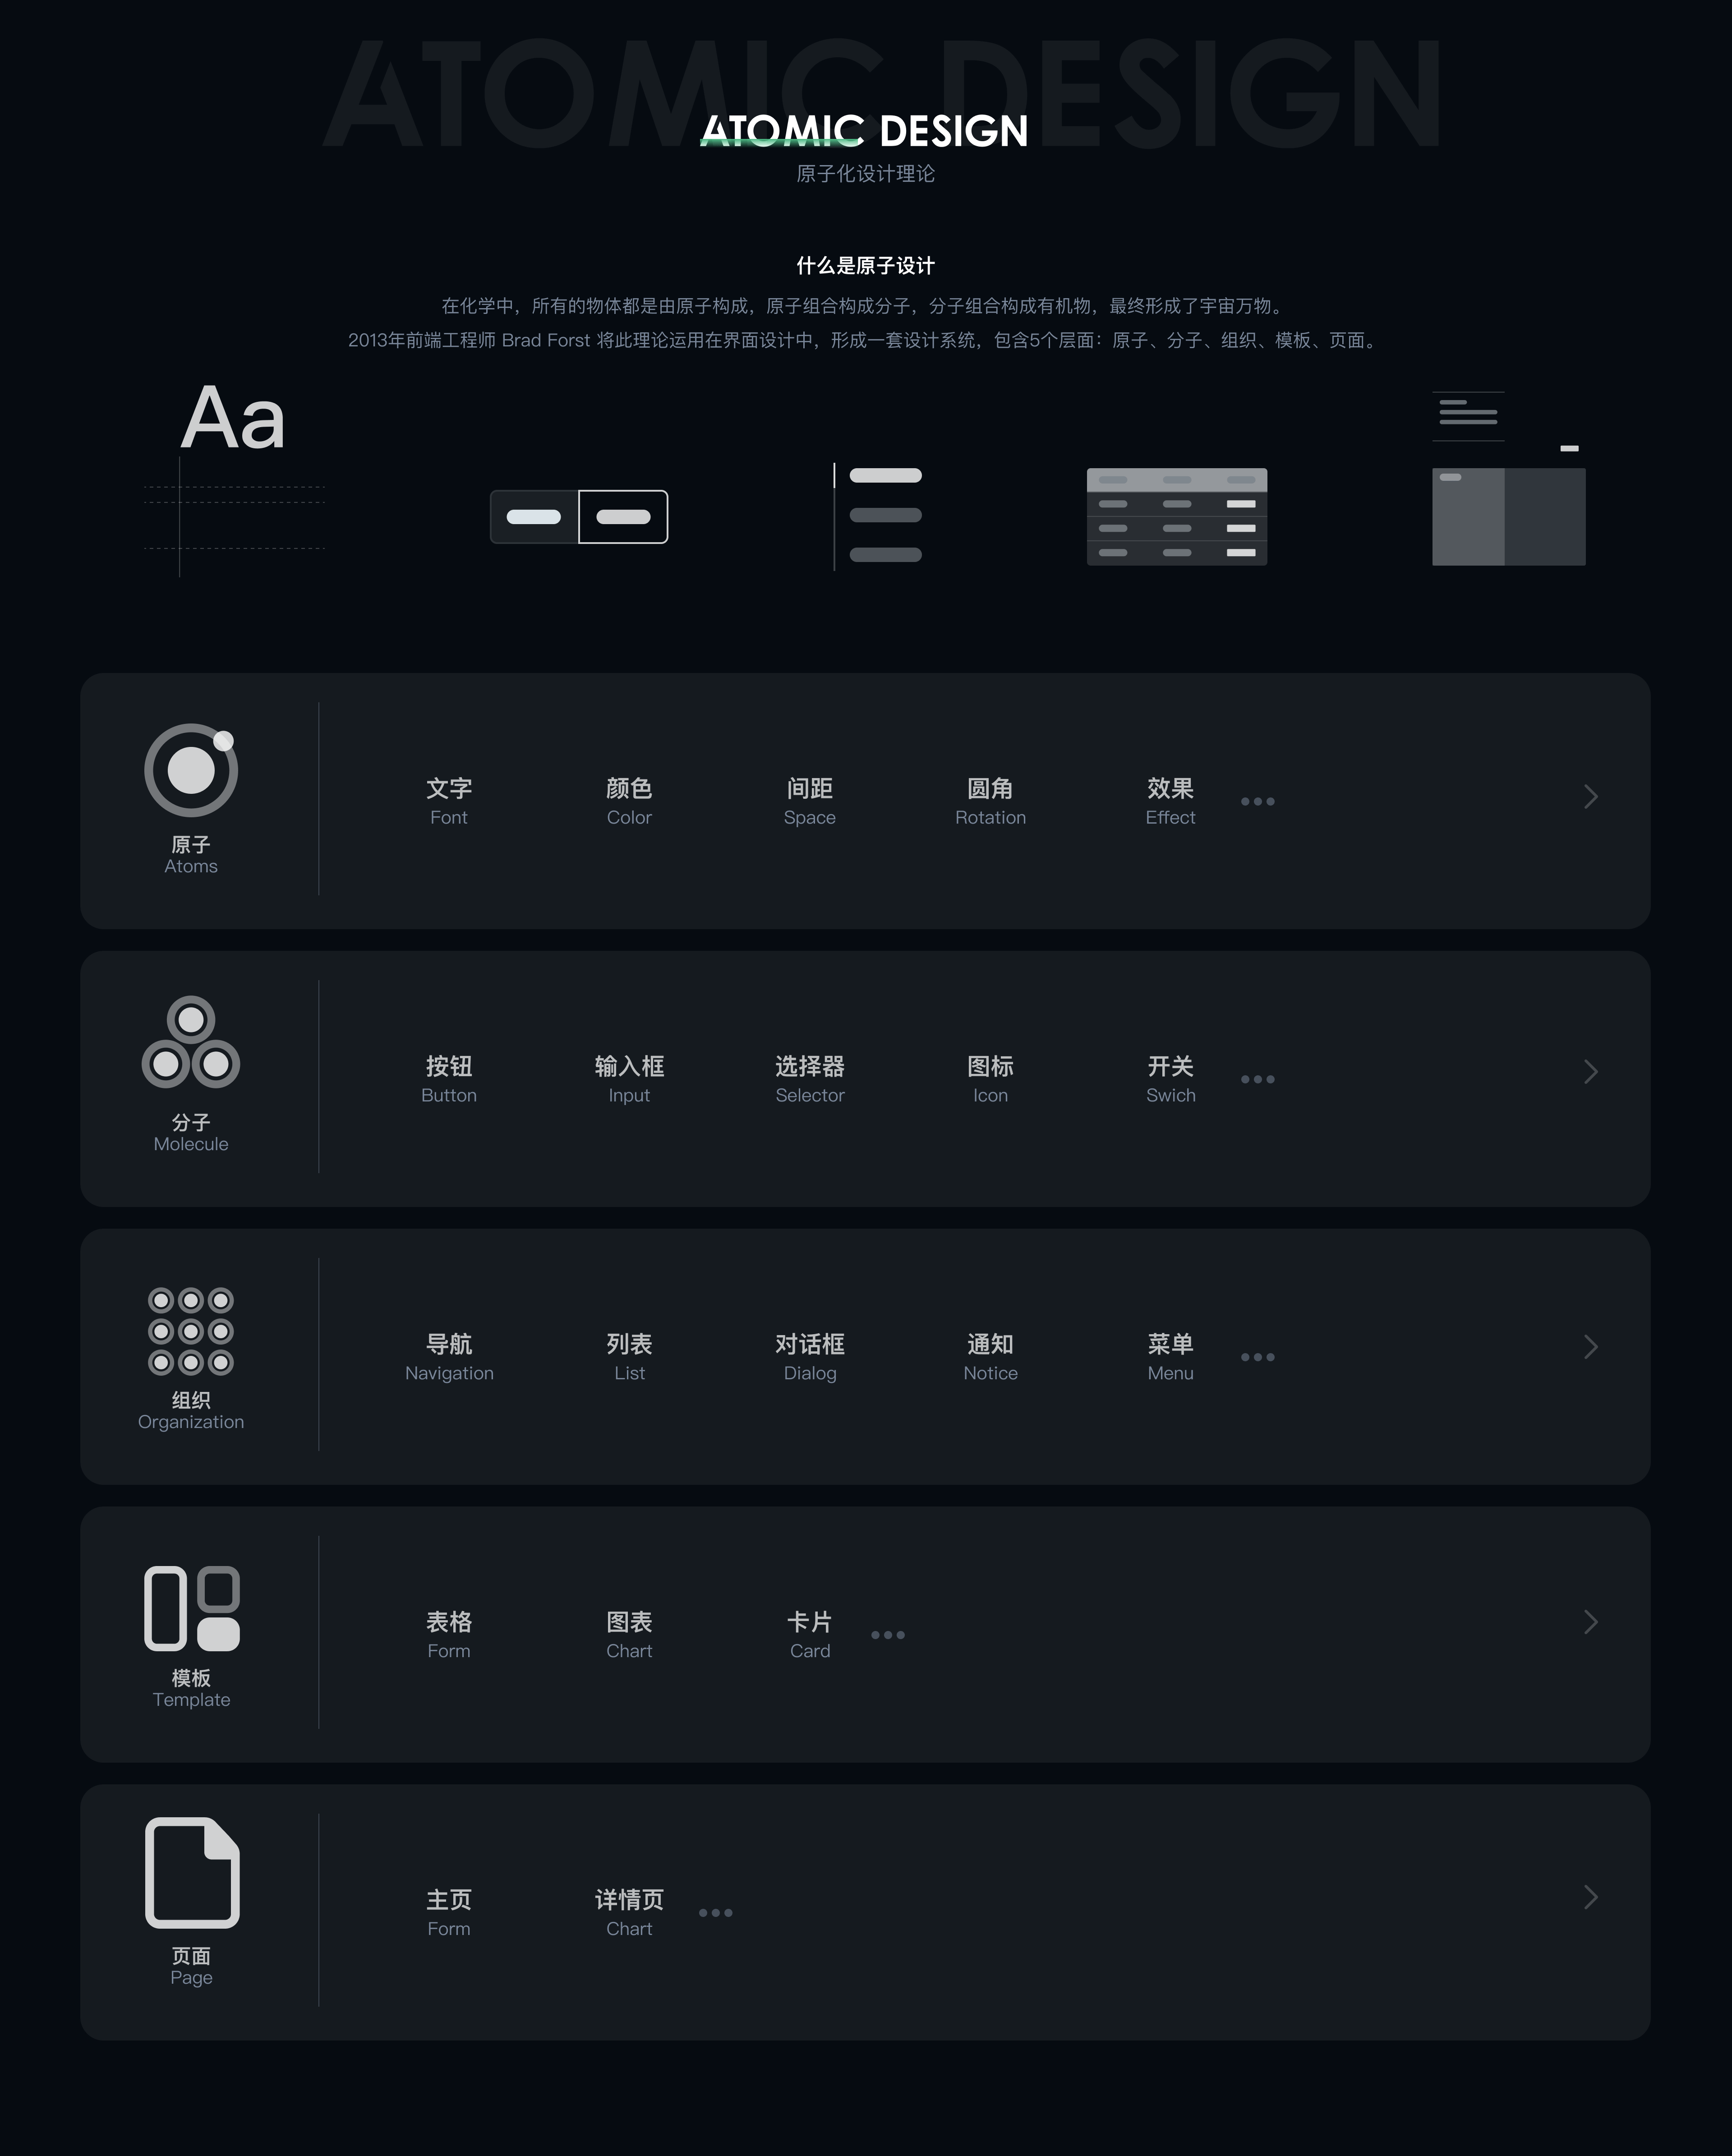 ATOMIC DESIGN
ATOMIC DESIGN
原子化设计理论
什么是原子设计
在化学中，所有的物体都是由原子构成，原子组合构成分子，分子组合构成有机物，最终形成了宇宙万物。
2013年前端工程师 Brad Forst 将此理论运用在界面设计中，形成一套设计系统，包含5个层面：原子、分子、组织、模板、页面。
Aa
原子
Atoms
文字 颜色 间距 圆角 效果
Font Color Space Rotation Effect
分子
Molecule
按钮 输入框 选择器 图标 开关
Button Input Selector Icon Swich
组织
Organization
导航 列表 对话框 通知 菜单
Navigation List Dialog Notice Menu
模板
Template
表格 图表 卡片
Form Chart Card
页面
Page
主页 详情页
Form Chart